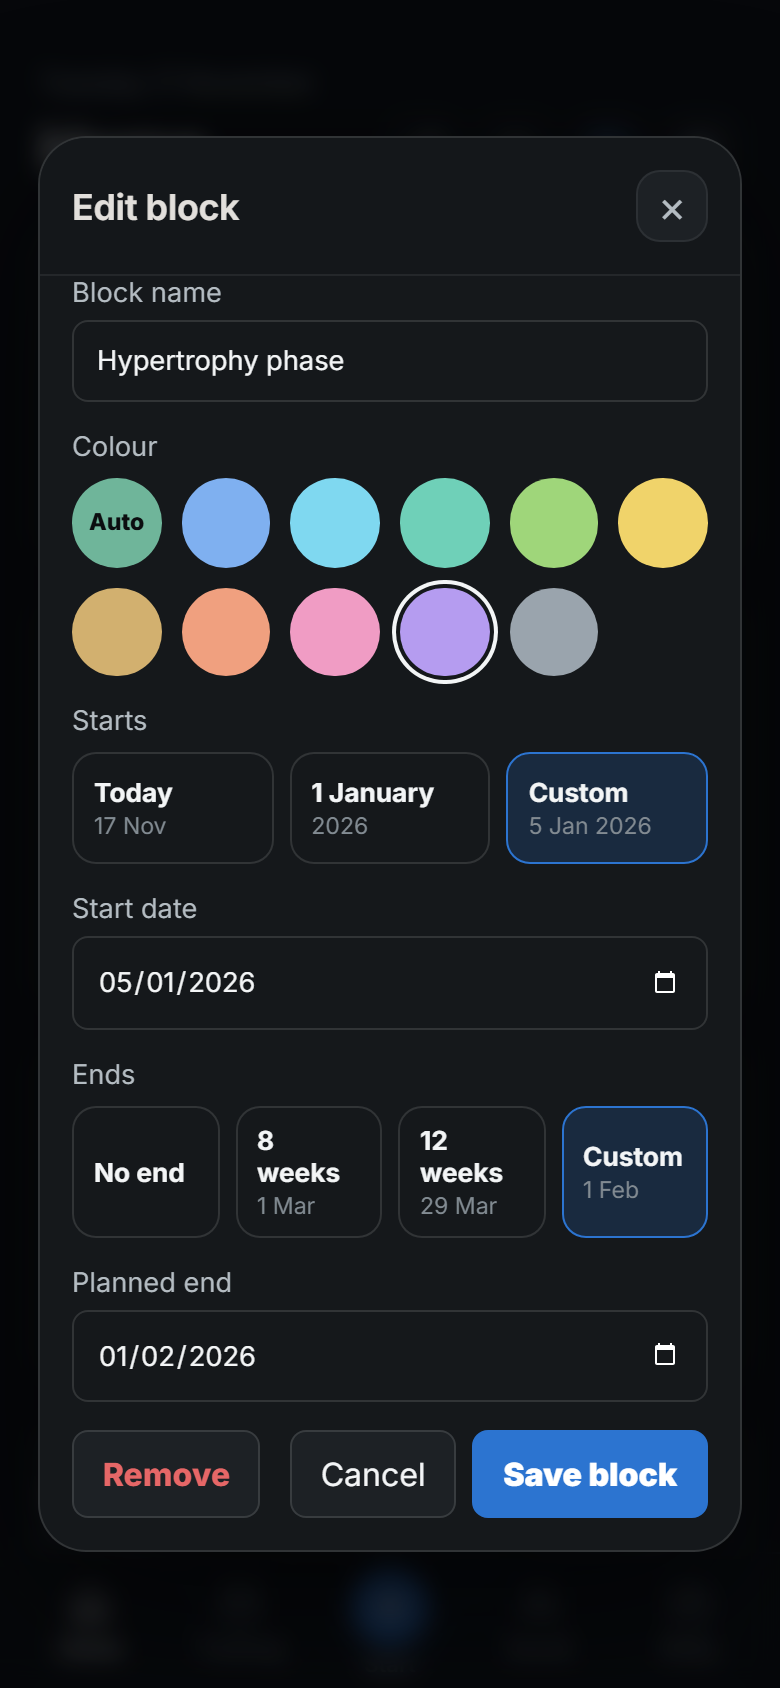 Edit block
Block name
Hypertrophy phase
Colour
Auto
Starts
Today
17 Nov
1 January
2026
Custom
5 Jan 2026
Start date
05/01/2026
Ends
No end
8
weeks
1 Mar
12
weeks
29 Mar
Custom
1 Feb
Planned end
01/02/2026
Remove
Cancel
Save block